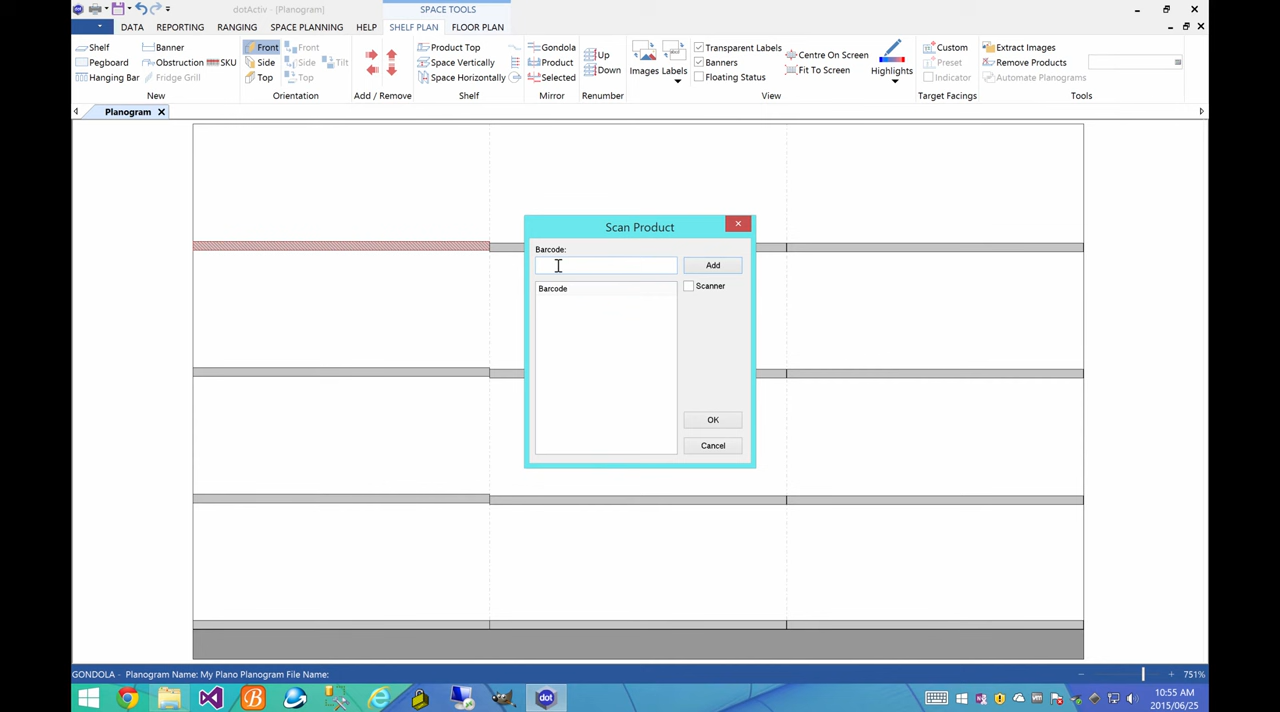 dotActiv - [Planogram]
SPACE TOOLS
DATA REPORTING RANGING SPACE PLANNING HELP SHELF PLAN FLOOR PLAN
Shelf Banner Front Front Product Top Gondola Up Transparent Labels Centre On Screen Custom Extract Images
Pegboard Obstruction SKU Side Side Tilt Space Vertically Product Down Banners Fit To Screen Preset Remove Products
Hanging Bar Fridge Grill Top Top Space Horizontally Selected Images Labels Floating Status Highlights Indicator Automate Planograms
New Orientation Add / Remove Shelf Mirror Renumber View Target Facings Tools
Planogram
Scan Product
Barcode:
Add
Barcode
Scanner
OK
Cancel
GONDOLA Planogram Name: My Plano Planogram File Name:
751%
10:55 AM
2015/06/25